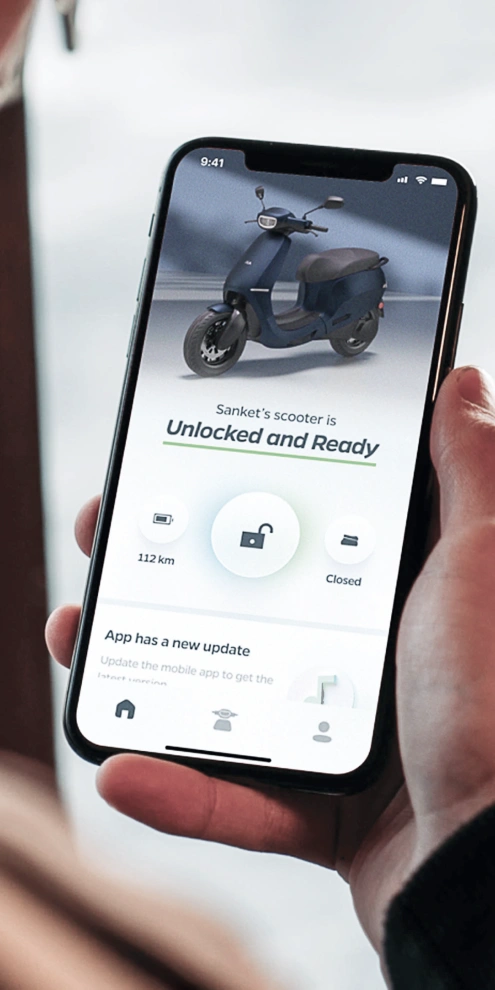 9:41
Sanket's scooter is
Unlocked and Ready
112 km
Closed
App has a new update
Update the mobile app to get the
latest version